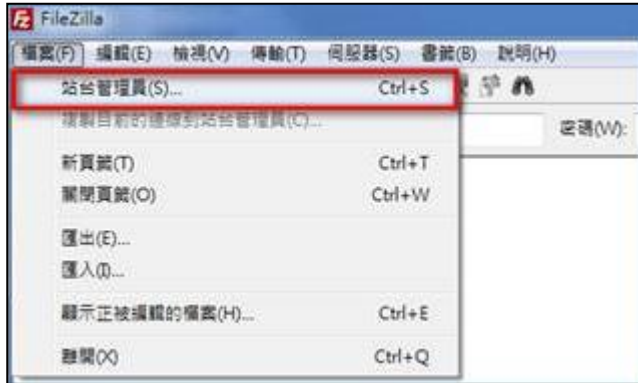 FileZilla
檔案(F) 編輯(E) 檢視(V) 傳輸(T) 伺服器(S) 書籤(B) 說明(H)
站台管理員(S)... Ctrl+S
複製目前的連線到站台管理員(C)...
密碼(W):
新頁籤(T) Ctrl+T
關閉頁籤(O) Ctrl+W
匯出(E)...
匯入(I)...
顯示正被編輯的檔案(H)... Ctrl+E
離開(X) Ctrl+Q